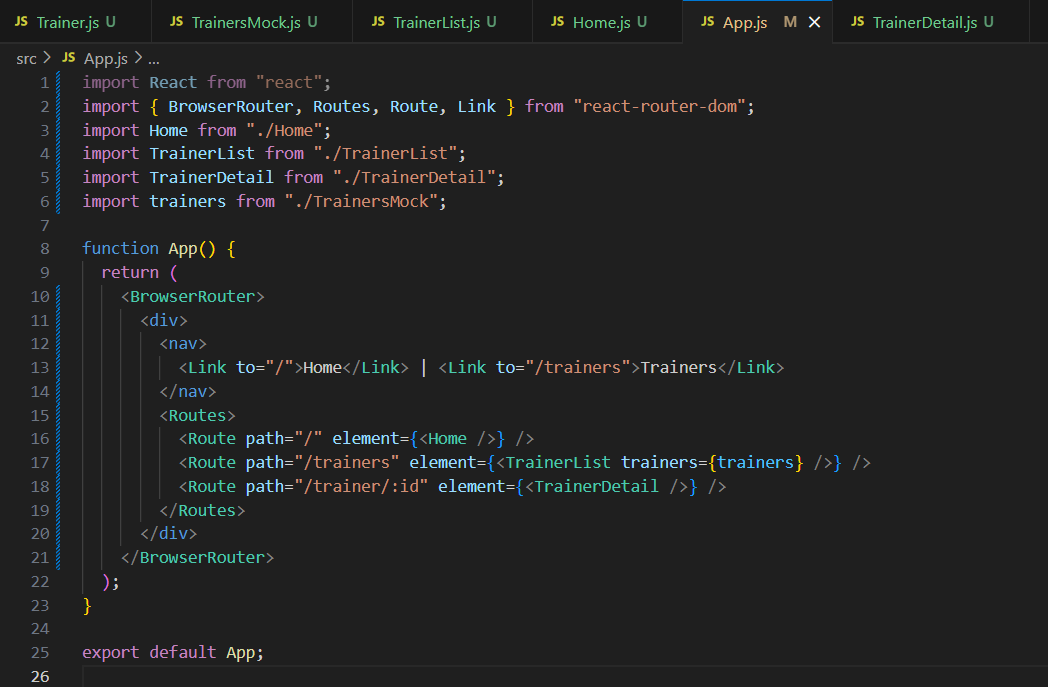 JS Trainer.js U JS TrainersMock.js U JS TrainerList.js U JS Home.js U JS App.js M JS TrainerDetail.js U
src > JS App.js > ...
1 import React from "react";
2 import { BrowserRouter, Routes, Route, Link } from "react-router-dom";
3 import Home from "./Home";
4 import TrainerList from "./TrainerList";
5 import TrainerDetail from "./TrainerDetail";
6 import trainers from "./TrainersMock";
7
8 function App() {
9   return (
10     <BrowserRouter>
11       <div>
12         <nav>
13           <Link to="/">Home</Link> | <Link to="/trainers">Trainers</Link>
14         </nav>
15         <Routes>
16           <Route path="/" element={<Home />} />
17           <Route path="/trainers" element={<TrainerList trainers={trainers} />} />
18           <Route path="/trainer/:id" element={<TrainerDetail />} />
19         </Routes>
20       </div>
21     </BrowserRouter>
22   );
23 }
24
25 export default App;
26